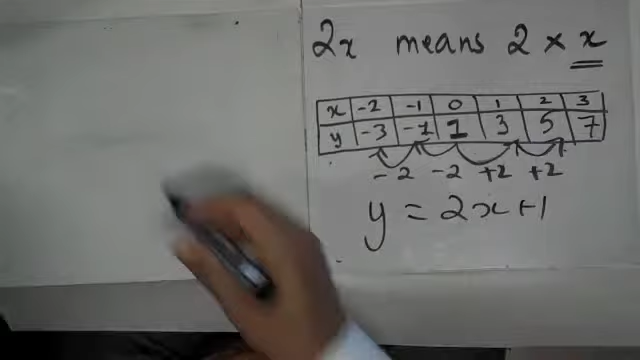 2x means 2 × x
x -2 -1 0 1 2 3
y -3 -1 1 3 5 7
-2 -2 +2 +2
y = 2x+1